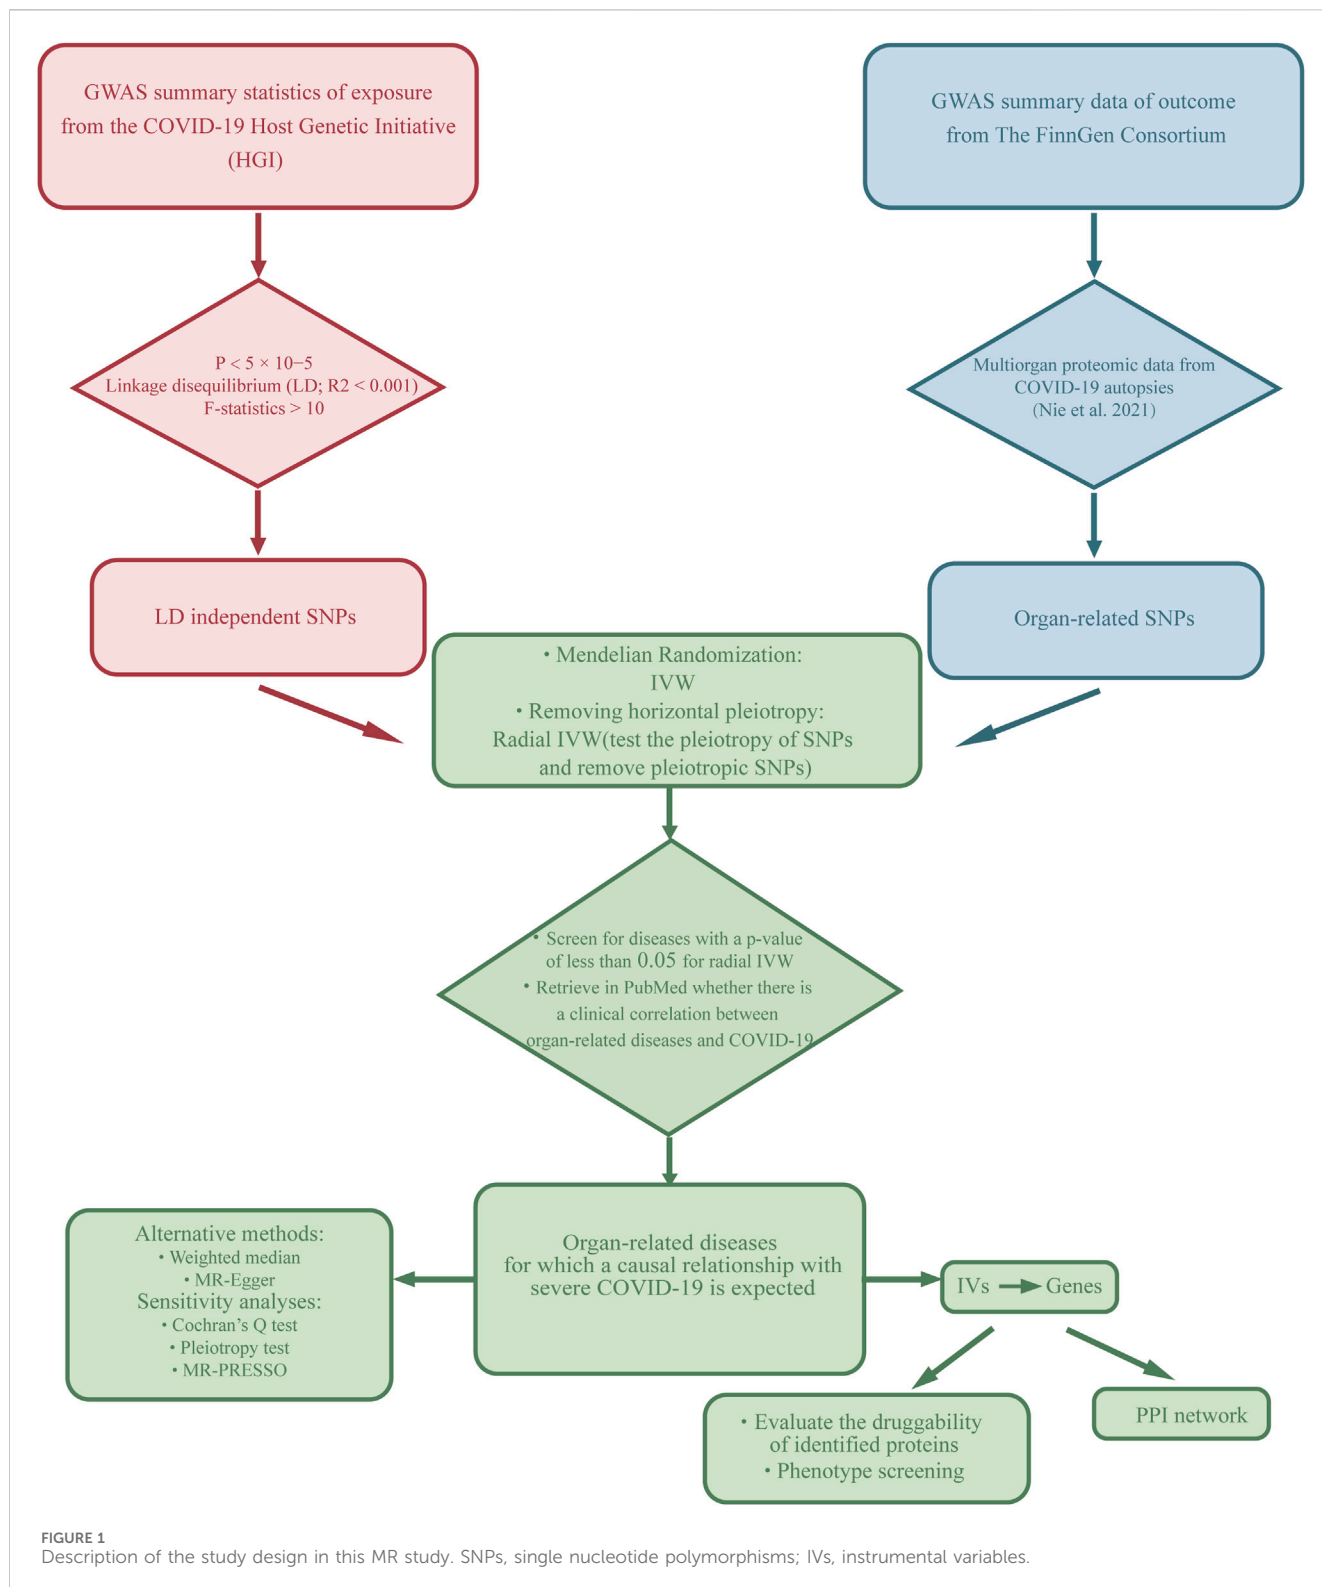 GWAS summary statistics of exposure
from the COVID-19 Host Genetic Initiative
(HGI)
GWAS summary data of outcome
from The FinnGen Consortium
P < 5 × 10−5
Linkage disequilibrium (LD; R2 < 0.001)
F-statistics > 10
Multiorgan proteomic data from
COVID-19 autopsies
(Nie et al. 2021)
LD independent SNPs
Organ-related SNPs
• Mendelian Randomization:
IVW
• Removing horizontal pleiotropy:
Radial IVW(test the pleiotropy of SNPs
and remove pleiotropic SNPs)
• Screen for diseases with a p-value
of less than 0.05 for radial IVW
• Retrieve in PubMed whether there is
a clinical correlation between
organ-related diseases and COVID-19
Organ-related diseases
for which a causal relationship with
severe COVID-19 is expected
Alternative methods:
• Weighted median
• MR-Egger
Sensitivity analyses:
• Cochran's Q test
• Pleiotropy test
• MR-PRESSO
IVs Genes
• Evaluate the druggability
of identified proteins
• Phenotype screening
PPI network
FIGURE 1
Description of the study design in this MR study. SNPs, single nucleotide polymorphisms; IVs, instrumental variables.